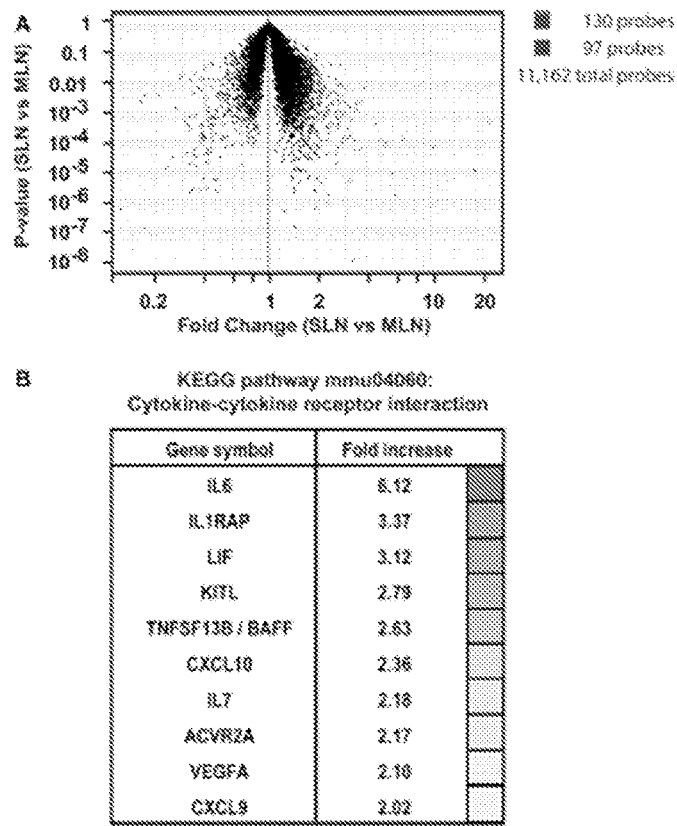 A
130 probes
97 probes
11,162 total probes
P-value (SLN vs MLN)
1
0.1
0.01
10-3
10-4
10-5
10-6
10-7
10-8
0.2 1 2 10 20
Fold Change (SLN vs MLN)
B
KEGG pathway mmu04060:
Cytokine-cytokine receptor interaction
Gene symbol Fold increase
IL6 6.12
IL1RAP 3.37
LIF 3.12
KITL 2.79
TNFSF13B / BAFF 2.63
CXCL10 2.36
IL7 2.18
ACVR2A 2.17
VEGFA 2.10
CXCL9 2.02